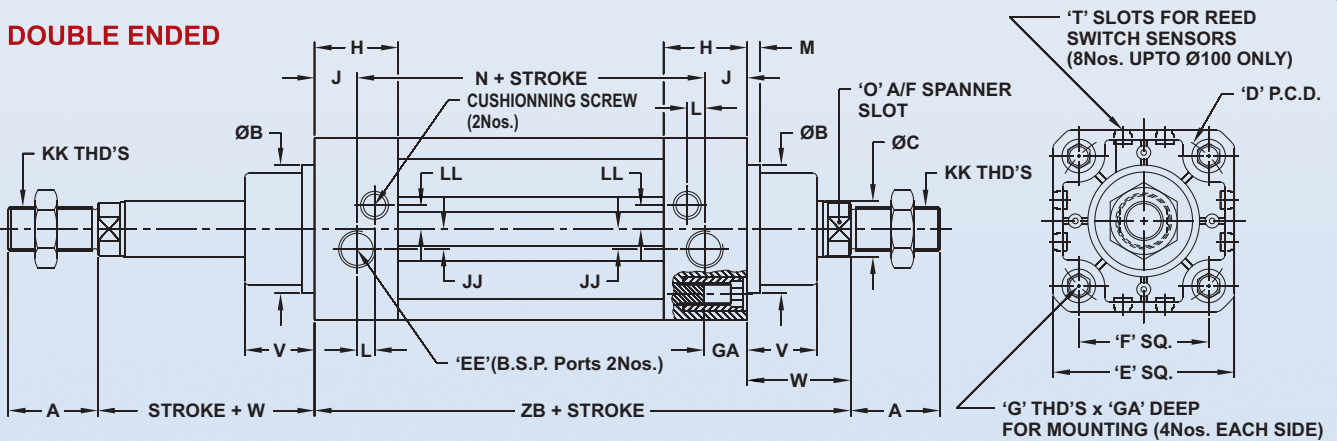 DOUBLE ENDED
H
H
M
J
N + STROKE
J
CUSHIONNING SCREW
(2Nos.)
L
'O' A/F SPANNER
SLOT
'T' SLOTS FOR REED
SWITCH SENSORS
(8Nos. UPTO Ø100 ONLY)
'D' P.C.D.
ØB
ØB
ØC
KK THD'S
KK THD'S
LL
LL
JJ
JJ
V
L
'EE'(B.S.P. Ports 2Nos.)
GA
V
W
A
STROKE + W
ZB + STROKE
A
'F' SQ.
'E' SQ.
'G' THD'S x 'GA' DEEP
FOR MOUNTING (4Nos. EACH SIDE)